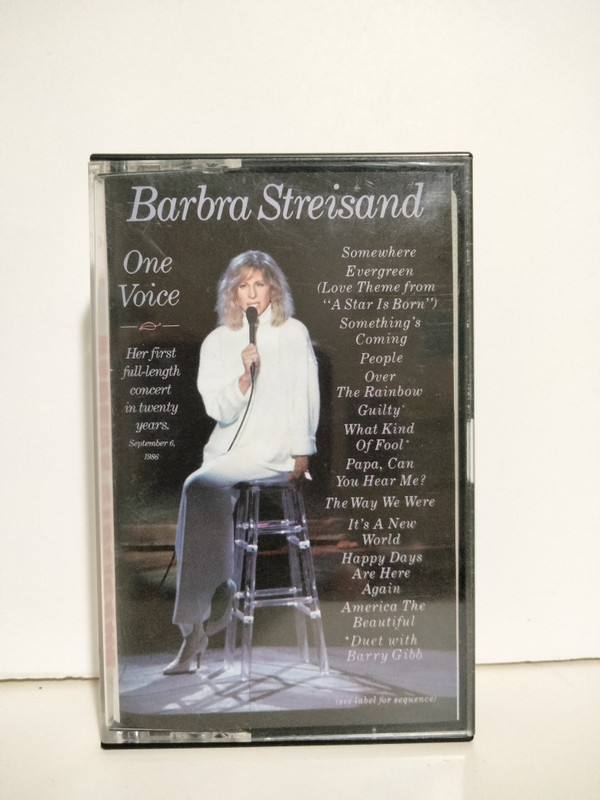 Barbra Streisand
One
Voice
Her first
full-length
concert
in twenty
years.
September 6,
1986
Somewhere
Evergreen
(Love Theme from
"A Star Is Born")
Something's
Coming
People
Over
The Rainbow
Guilty*
What Kind
Of Fool*
Papa, Can
You Hear Me?
The Way We Were
It's A New
World
Happy Days
Are Here
Again
America The
Beautiful
*Duet with
Barry Gibb
(see label for sequence)